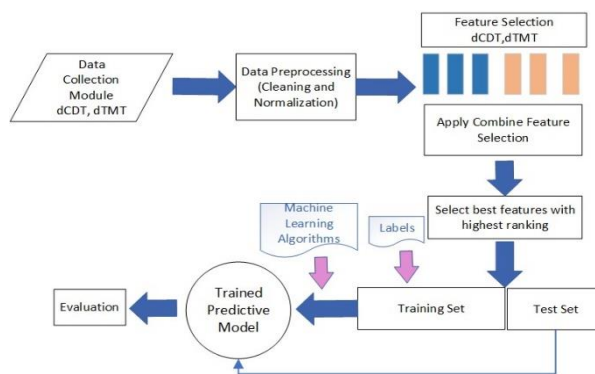 Data
Collection
Module
dCDT, dTMT
Data Preprocessing
(Cleaning and
Normalization)
Feature Selection
dCDT,dTMT
Apply Combine Feature
Selection
Select best features with
highest ranking
Machine
Learning
Algorithms
Labels
Evaluation
Trained
Predictive
Model
Training Set
Test Set